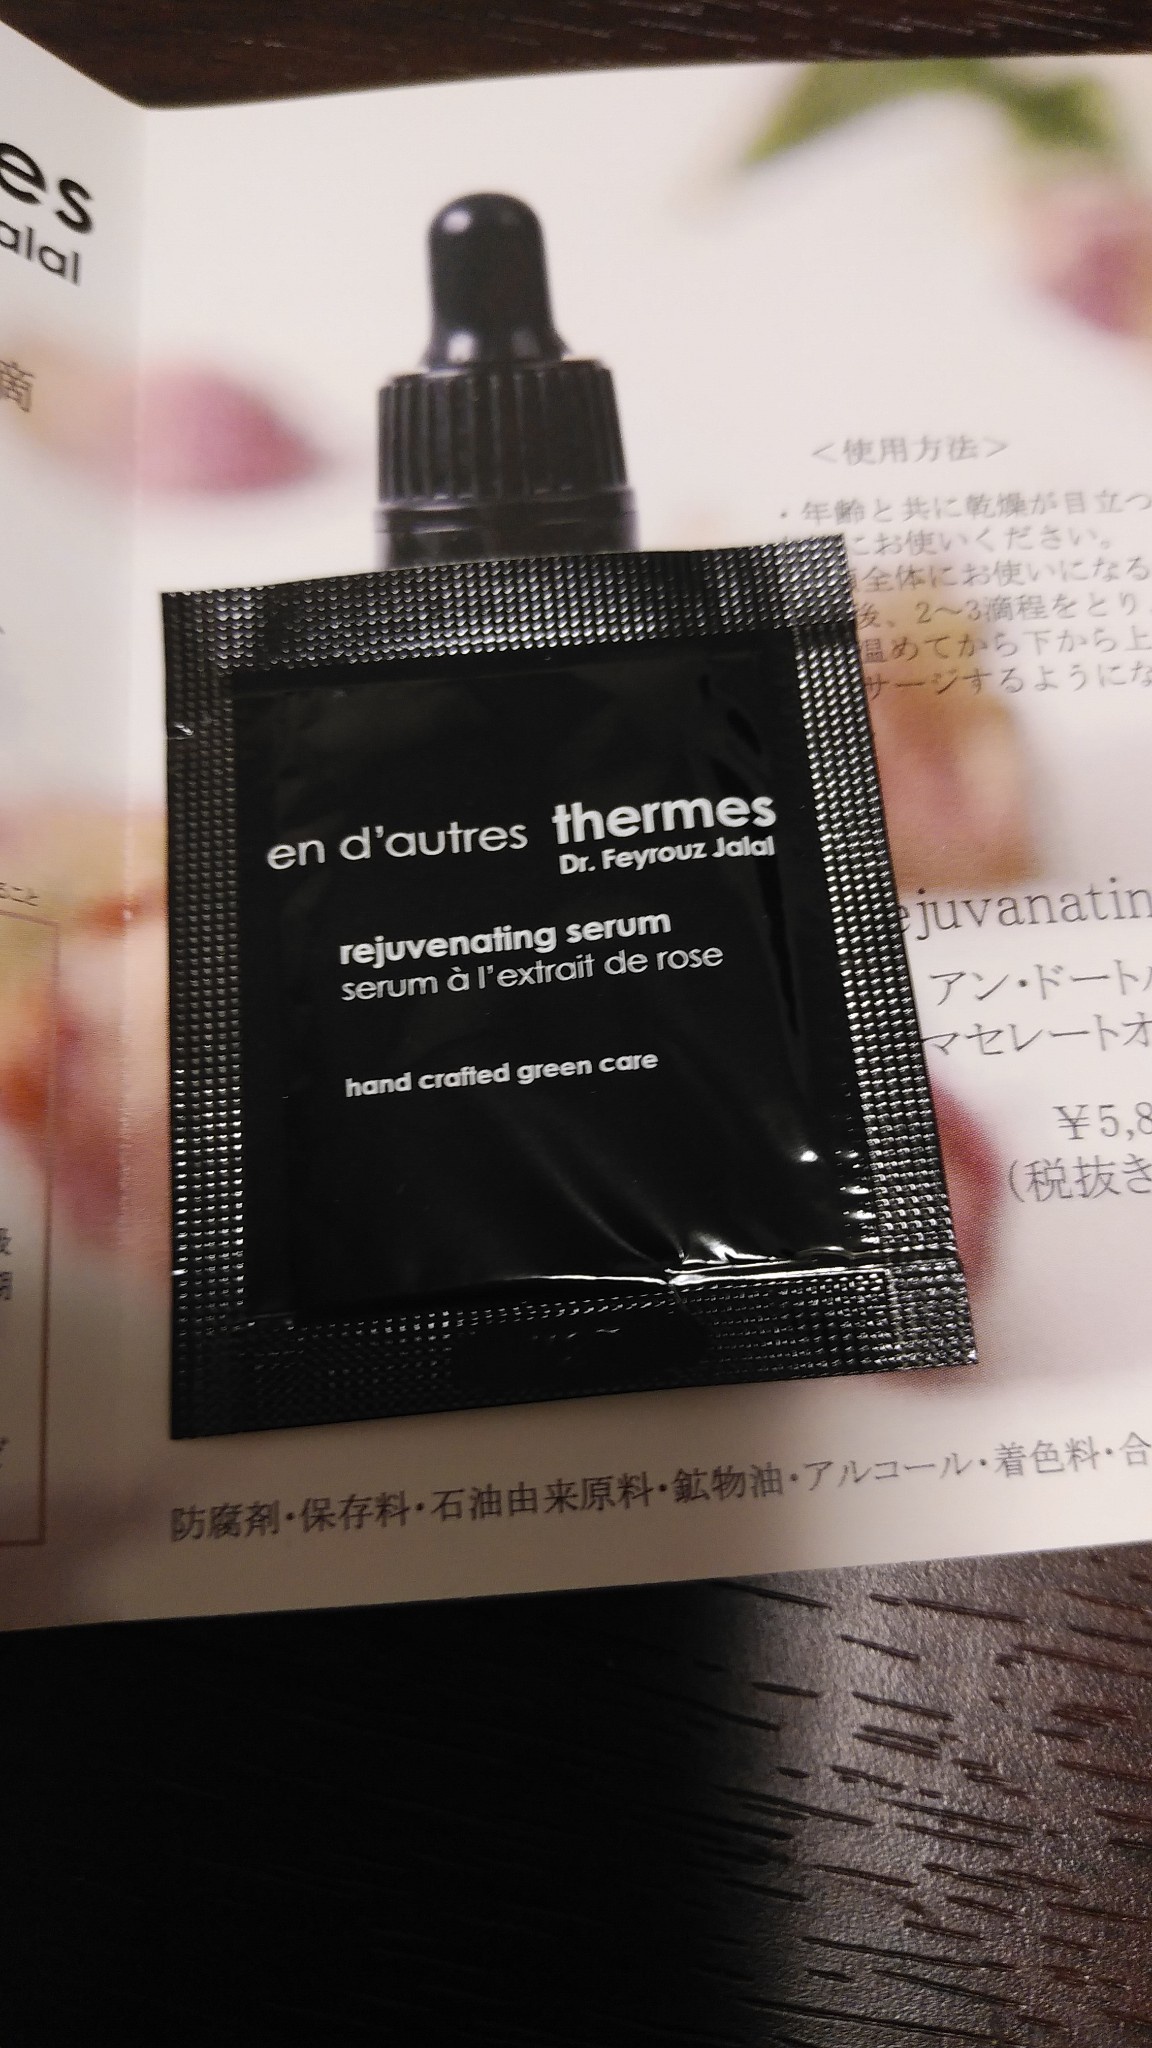 es
alal
滴
<使用方法>
・年齢と共に乾燥が目立つ
にお使いください。
全体にお使いになる
後、2〜3滴程をとり
温めてから下から上
サージするようにな
en d'autres thermes
Dr. Feyrouz Jalal
rejuvenating serum
serum à l'extrait de rose
hand crafted green care
ejuvanatin
アン・ドート
マセレートオ
¥5,8
(税抜き
こと
防腐剤・保存料・石油由来原料・鉱物油・アルコール・着色料・合